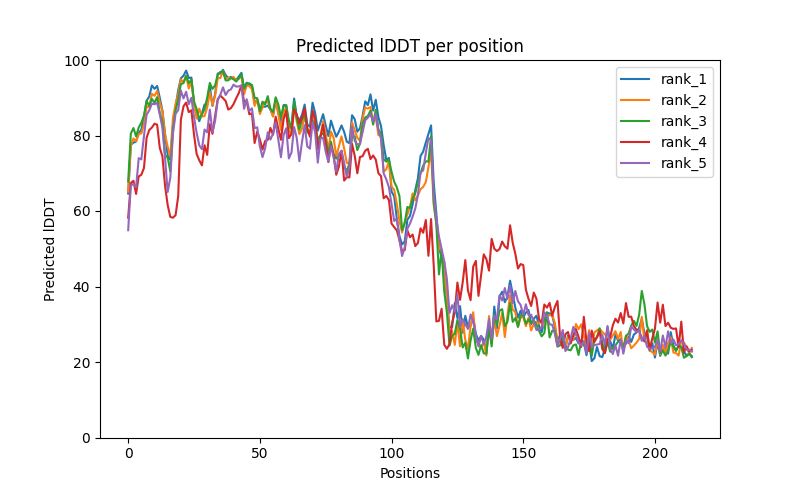 Predicted lDDT per position
rank_1
rank_2
rank_3
rank_4
rank_5
100
80
60
40
20
0
Predicted lDDT
0 50 100 150 200
Positions